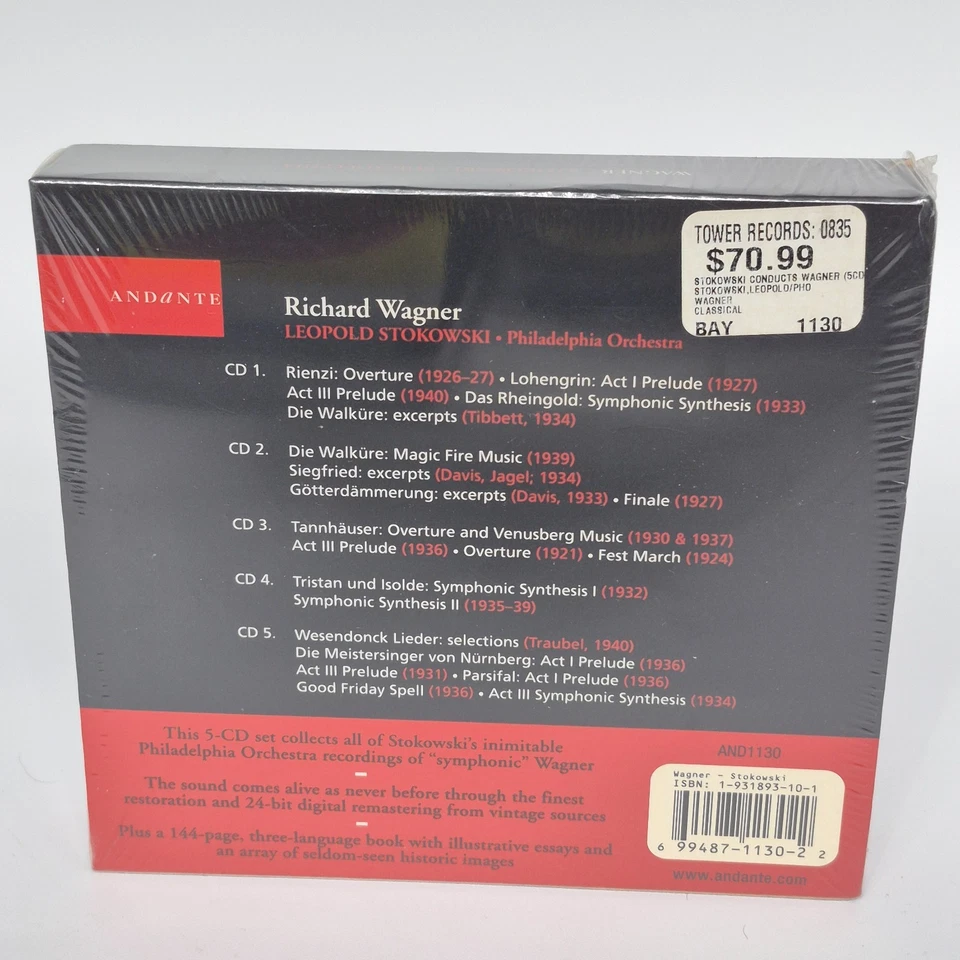 WAGNER
TOWER RECORDS: 0835
$70.99
STOKOWSKI CONDUCTS WAGNER (5CD
STOKOWSKI,LEOPOLD/PHO
WAGNER
CLASSICAL
BAY 1130
ANDaNTE
Richard Wagner
LEOPOLD STOKOWSKI • Philadelphia Orchestra
CD 1. Rienzi: Overture (1926–27) • Lohengrin: Act I Prelude (1927)
Act III Prelude (1940) • Das Rheingold: Symphonic Synthesis (1933)
Die Walküre: excerpts (Tibbett, 1934)
CD 2. Die Walküre: Magic Fire Music (1939)
Siegfried: excerpts (Davis, Jagel; 1934)
Götterdämmerung: excerpts (Davis, 1933) • Finale (1927)
CD 3. Tannhäuser: Overture and Venusberg Music (1930 & 1937)
Act III Prelude (1936) • Overture (1921) • Fest March (1924)
CD 4. Tristan und Isolde: Symphonic Synthesis I (1932)
Symphonic Synthesis II (1935–39)
CD 5. Wesendonck Lieder: selections (Traubel, 1940)
Die Meistersinger von Nürnberg: Act I Prelude (1936)
Act III Prelude (1931) • Parsifal: Act I Prelude (1936)
Good Friday Spell (1936) • Act III Symphonic Synthesis (1934)
This 5-CD set collects all of Stokowski's inimitable
Philadelphia Orchestra recordings of "symphonic" Wagner
The sound comes alive as never before through the finest
restoration and 24-bit digital remastering from vintage sources
Plus a 144-page, three-language book with illustrative essays and
an array of seldom-seen historic images
AND1130
Wagner - Stokowski
ISBN: 1-931893-10-1
6 99487-1130-2 2
www.andante.com